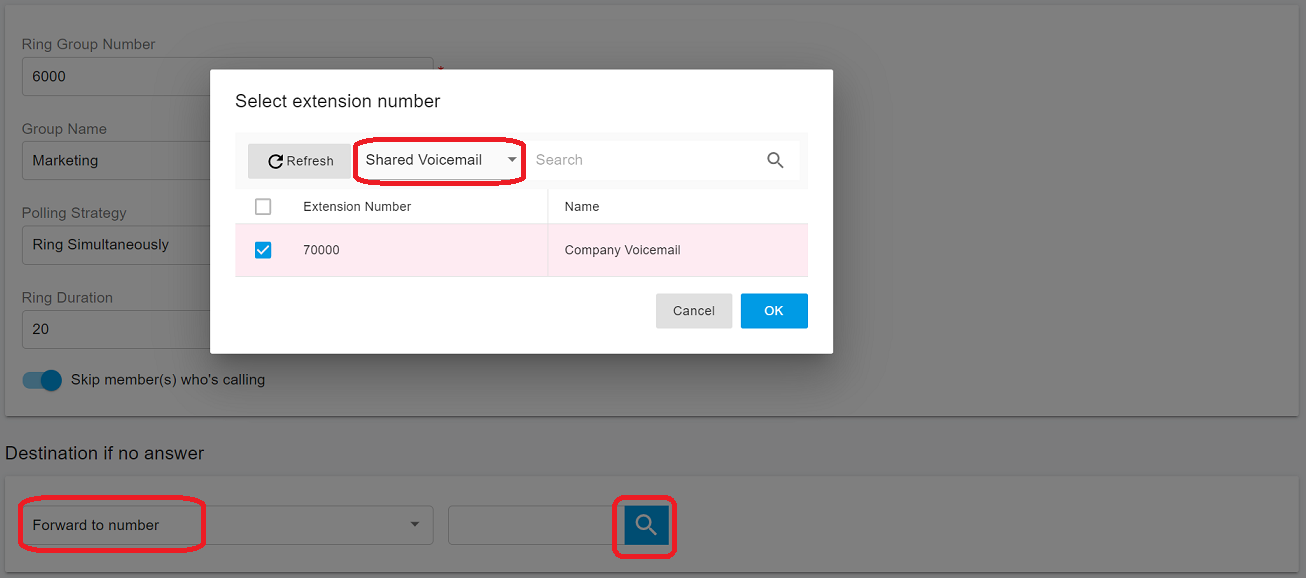 Ring Group Number
6000
*
Group Name
Marketing
Polling Strategy
Ring Simultaneously
Ring Duration
20
Skip member(s) who's calling
Select extension number
Refresh
Shared Voicemail
Search
Extension Number
Name
70000
Company Voicemail
Cancel
OK
Destination if no answer
Forward to number